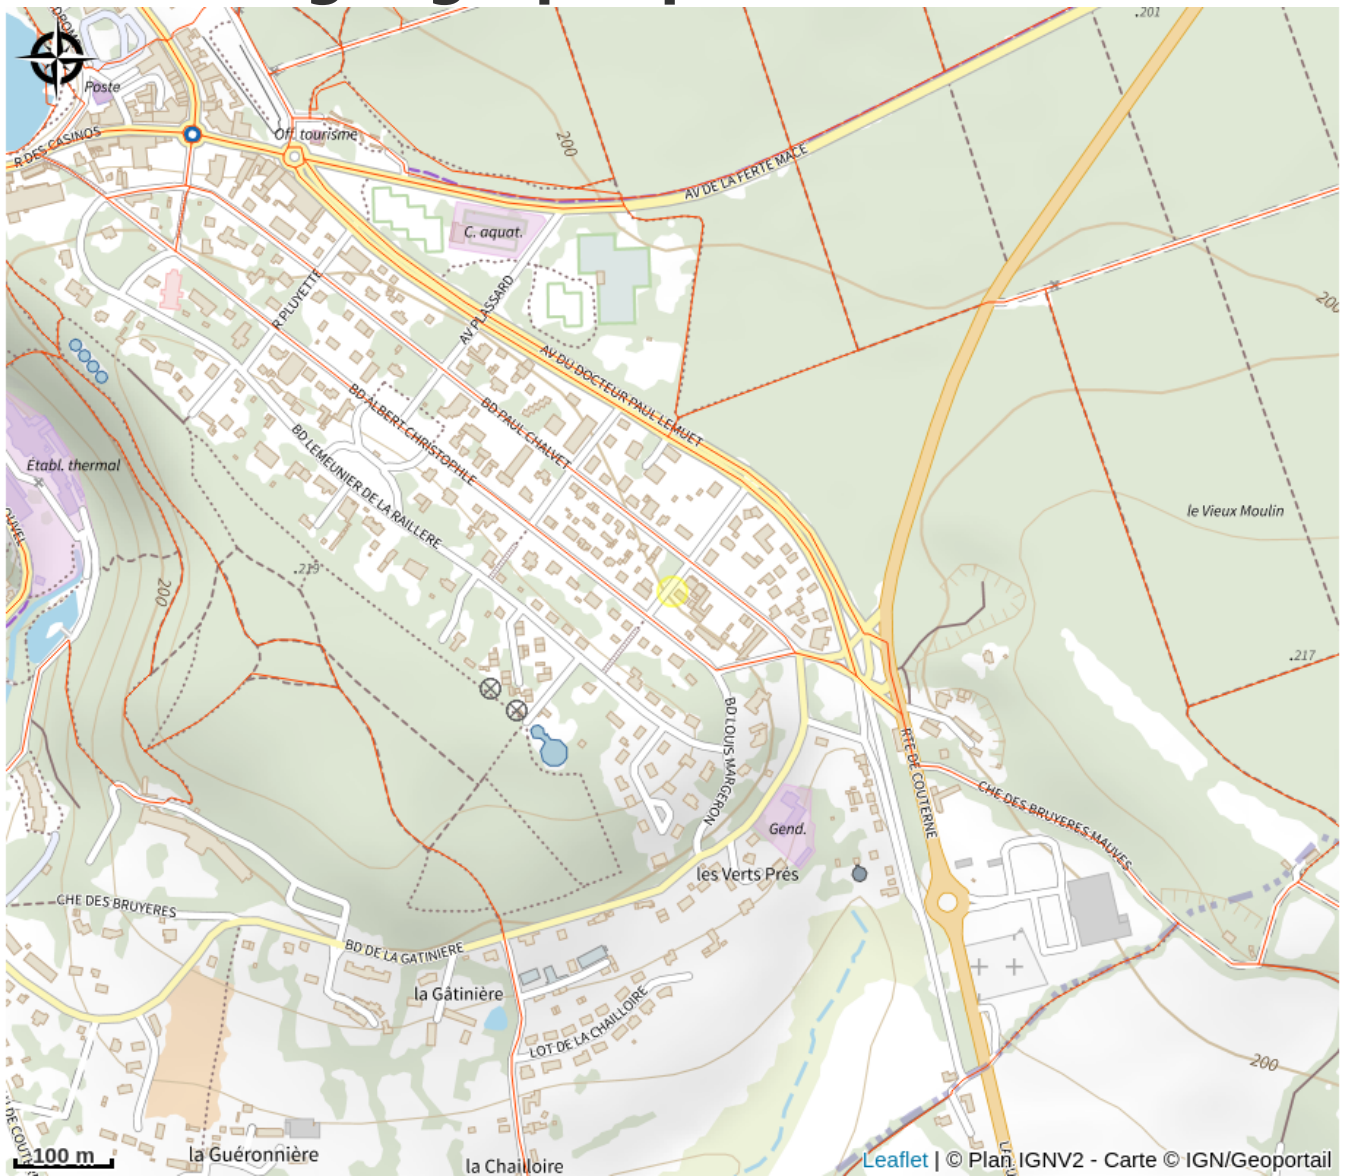 201
Poste
Off. tourisme
R DES CASINOS
200
AV DE LA FERTE MACE
C. aquat.
R PLUYETTE
AV PLASSARD
200
AV DU DOCTEUR PAUL LEMUET
BD ALBERT CHRISTOPHLE
BD PAUL CHALVET
BD LEMEUNIER DE LA RAILLERE
Établ. thermal
le Vieux Moulin
219
200
217
BD LOUIS MARGERON
RTE DE COUTERNE
CHE DES BRUYERES MAUVES
Gend.
les Verts Prés
CHE DES BRUYERES
BD DE LA GATINIERE
la Gâtinière
LOT DE LA CHAILLOIRE
200
la Guéronnière
la Chailloire
100 m
Leaflet | © Plan IGNV2 - Carte © IGN/Geoportail